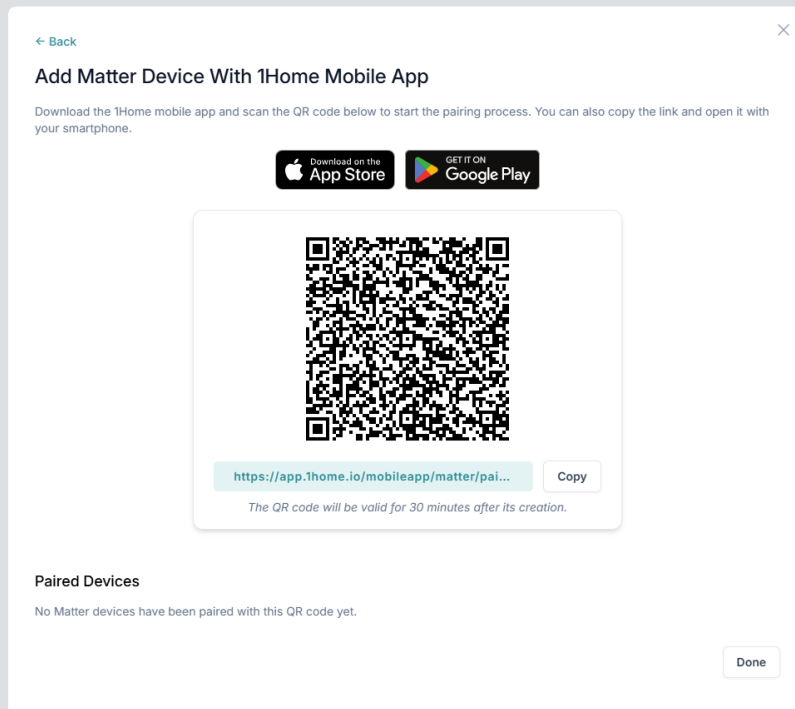 ← Back
Add Matter Device With 1Home Mobile App
Download the 1Home mobile app and scan the QR code below to start the pairing process. You can also copy the link and open it with
your smartphone.
Download on the
App Store
GET IT ON
Google Play
https://app.1home.io/mobileapp/matter/pai...
Copy
The QR code will be valid for 30 minutes after its creation.
Paired Devices
No Matter devices have been paired with this QR code yet.
Done